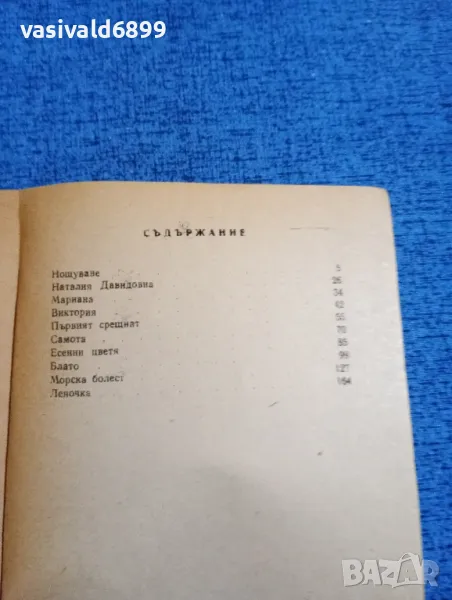 vasivald6899
СЪДЪРЖАНИЕ
Нощуване 5
Наталия Давидовна 26
Мариана 34
Виктория 42
Първият срещнат 55
Самота 70
Есенни цветя 85
Блато 99
Морска болест 127
Леночка 164
BAZAR